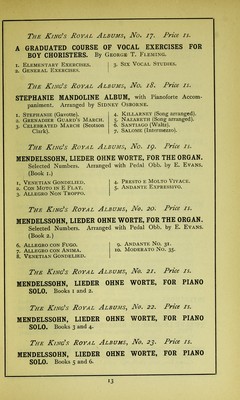 THE KING'S ROYAL ALBUMS, No. 17. Price 1s.
A GRADUATED COURSE OF VOCAL EXERCISES FOR
BOY CHORISTERS. By GEORGE T. FLEMING.
1. ELEMENTARY EXERCISES.
2. GENERAL EXERCISES.
3. SIX VOCAL STUDIES.
THE KING'S ROYAL ALBUMS, No. 18. Price 1s.
STEPHANIE MANDOLINE ALBUM, with Pianoforte Accom-
paniment. Arranged by SIDNEY OSBORNE.
1. STEPHANIE (Gavotte).
2. GRENADIER GUARD'S MARCH.
3. CELEBRATED MARCH (Scotson
Clark).
4. KILLARNEY (Song arranged).
5. NAZARETH (Song arranged).
6. SANTIAGO (Waltz).
7. SALOME (Intermezzo).
THE KING'S ROYAL ALBUMS, No. 19. Price 1s.
MENDELSSOHN, LIEDER OHNE WORTE, FOR THE ORGAN.
Selected Numbers. Arranged with Pedal Obb. by E. EVANS.
(Book 1.)
1. VENETIAN GONDELIED.
2. CON MOTO IN E FLAT.
3. ALLEGRO NON TROPPO.
4. PRESTO E MOLTO VIVACE.
5. ANDANTE EXPRESSIVO.
THE KING'S ROYAL ALBUMS, No. 20. Price 1s.
MENDELSSOHN, LIEDER OHNE WORTE, FOR THE ORGAN.
Selected Numbers. Arranged with Pedal Obb. by E. EVANS.
(Book 2.)
6. ALLEGRO CON FUGO.
7. ALLEGRO CON ANIMA.
8. VENETIAN GONDELIED.
9. ANDANTE No. 31.
10. MODERATO No. 35.
THE KING'S ROYAL ALBUMS, No. 21. Price 1s.
MENDELSSOHN, LIEDER OHNE WORTE, FOR PIANO
SOLO. Books 1 and 2.
THE KING'S ROYAL ALBUMS, No. 22. Price 1s.
MENDELSSOHN, LIEDER OHNE WORTE, FOR PIANO
SOLO. Books 3 and 4.
THE KING'S ROYAL ALBUMS, No. 23. Price 1s.
MENDELSSOHN, LIEDER OHNE WORTE, FOR PIANO
SOLO. Books 5 and 6.
13